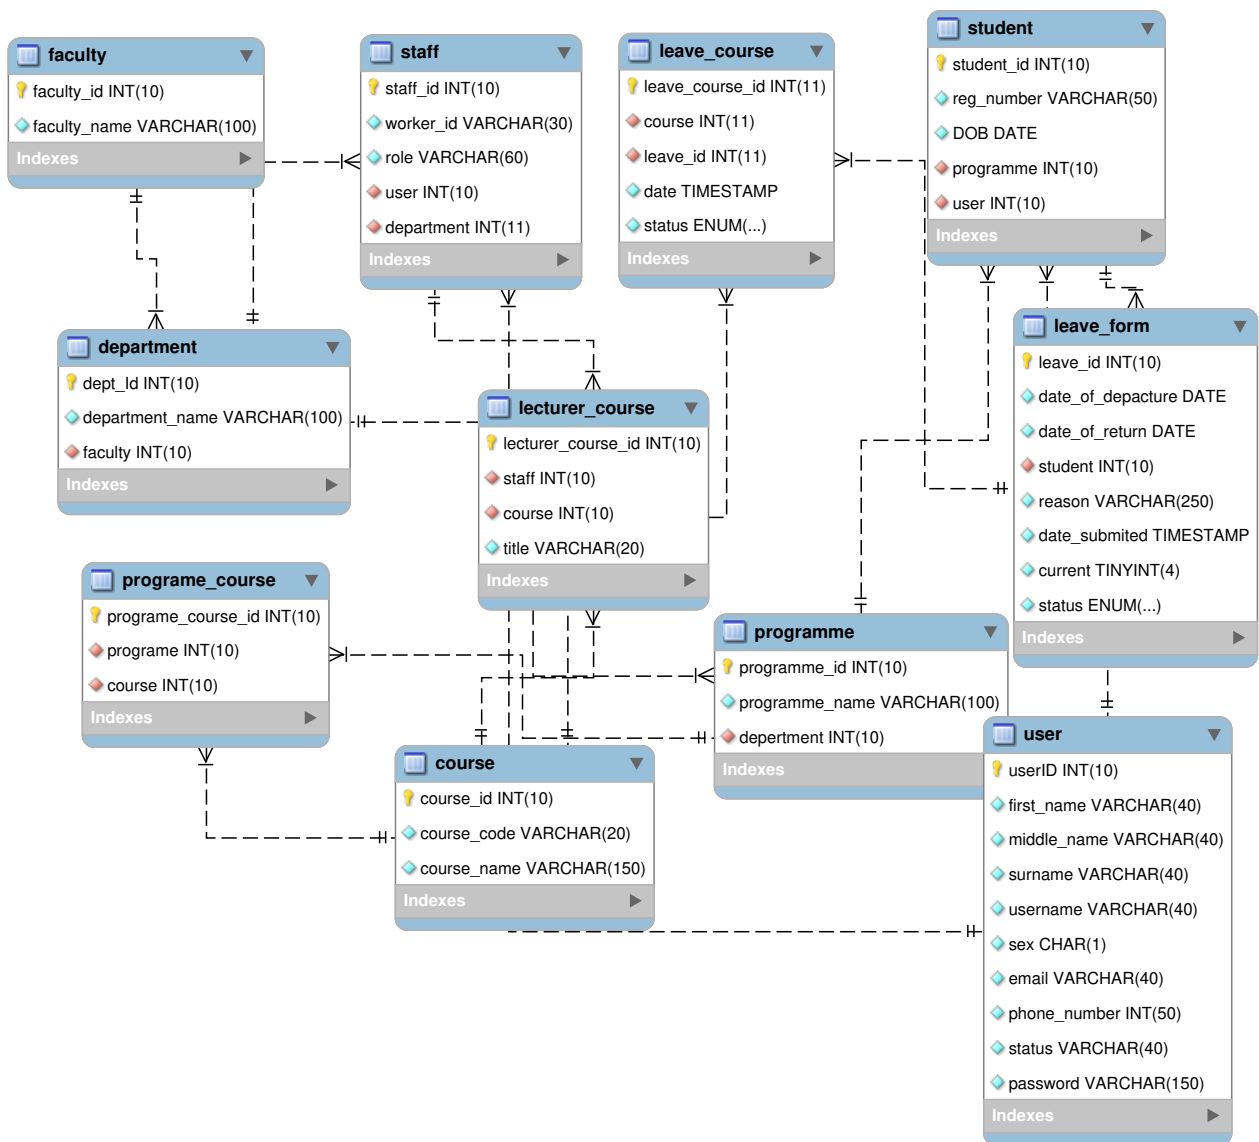 faculty
faculty_id INT(10)
faculty_name VARCHAR(100)
Indexes
staff
staff_id INT(10)
worker_id VARCHAR(30)
role VARCHAR(60)
user INT(10)
department INT(11)
Indexes
leave_course
leave_course_id INT(11)
course INT(11)
leave_id INT(11)
date TIMESTAMP
status ENUM(...)
Indexes
student
student_id INT(10)
reg_number VARCHAR(50)
DOB DATE
programme INT(10)
user INT(10)
Indexes
department
dept_Id INT(10)
department_name VARCHAR(100)
faculty INT(10)
Indexes
lecturer_course
lecturer_course_id INT(10)
staff INT(10)
course INT(10)
title VARCHAR(20)
Indexes
leave_form
leave_id INT(10)
date_of_depacture DATE
date_of_return DATE
student INT(10)
reason VARCHAR(250)
date_submited TIMESTAMP
current TINYINT(4)
status ENUM(...)
Indexes
programe_course
programe_course_id INT(10)
programe INT(10)
course INT(10)
Indexes
programme
programme_id INT(10)
programme_name VARCHAR(100)
depertment INT(10)
Indexes
course
course_id INT(10)
course_code VARCHAR(20)
course_name VARCHAR(150)
Indexes
user
userID INT(10)
first_name VARCHAR(40)
middle_name VARCHAR(40)
surname VARCHAR(40)
username VARCHAR(40)
sex CHAR(1)
email VARCHAR(40)
phone_number INT(50)
status VARCHAR(40)
password VARCHAR(150)
Indexes